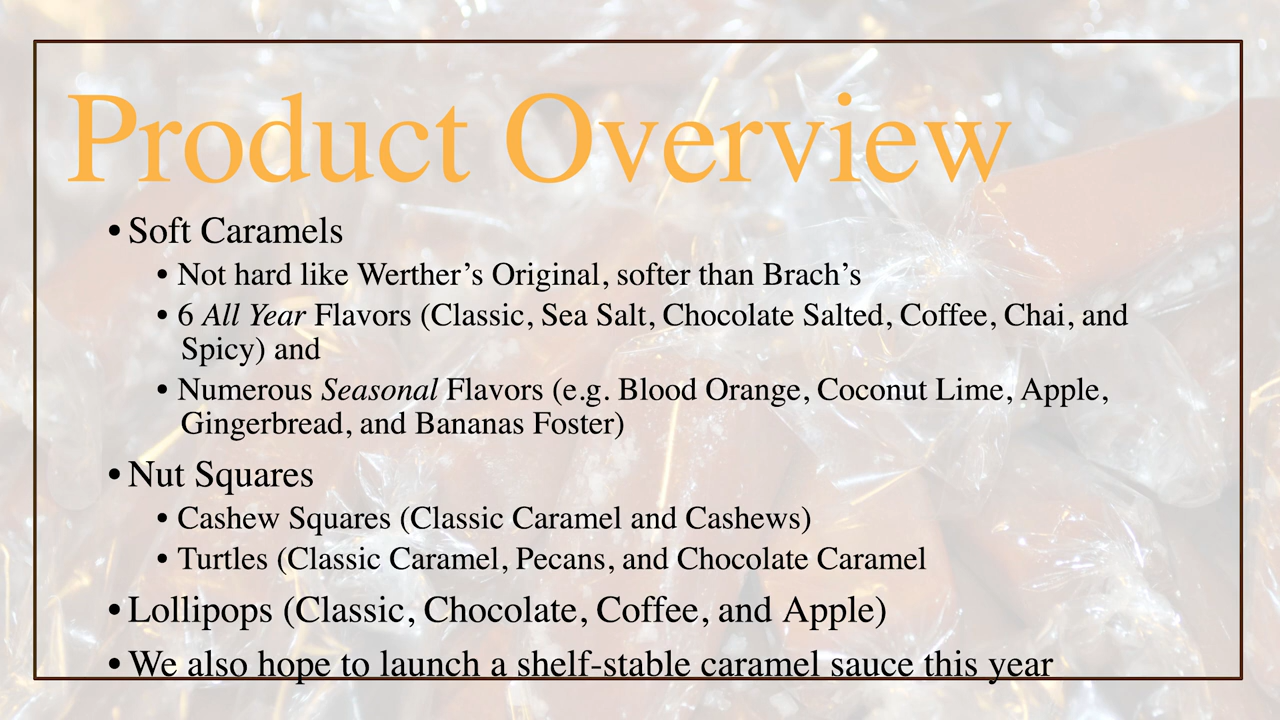 Product Overview
• Soft Caramels
• Not hard like Werther’s Original, softer than Brach’s
• 6 All Year Flavors (Classic, Sea Salt, Chocolate Salted, Coffee, Chai, and
Spicy) and
• Numerous Seasonal Flavors (e.g. Blood Orange, Coconut Lime, Apple,
Gingerbread, and Bananas Foster)
• Nut Squares
• Cashew Squares (Classic Caramel and Cashews)
• Turtles (Classic Caramel, Pecans, and Chocolate Caramel
• Lollipops (Classic, Chocolate, Coffee, and Apple)
• We also hope to launch a shelf-stable caramel sauce this year